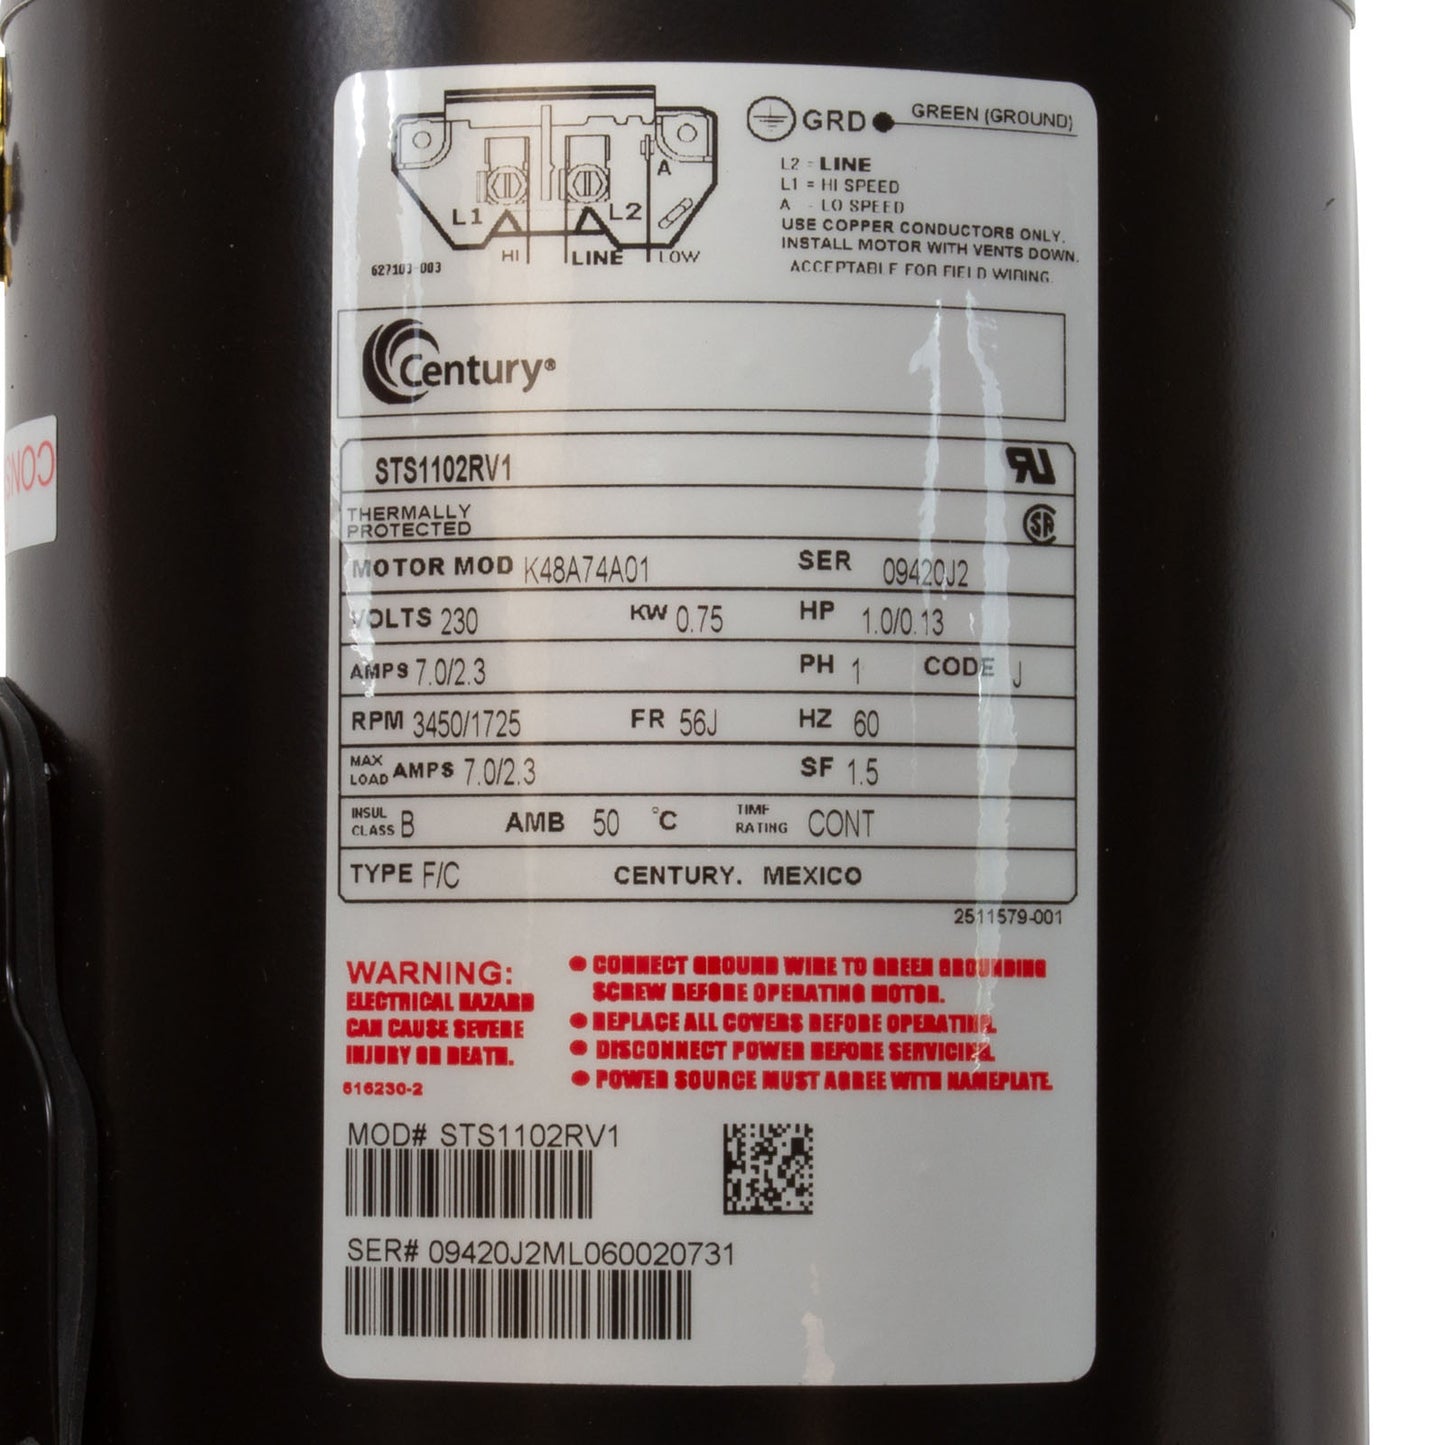 GRD GREEN (GROUND)
L2 = LINE
L1 = HI SPEED
A - LO SPEED
USE COPPER CONDUCTORS ONLY.
INSTALL MOTOR WITH VENTS DOWN.
ACCEPTABLE FOR FIELD WIRING.
A
L1 L2
HI LINE LOW
627103-003
Century®
STS1102RV1
THERMALLY
PROTECTED
MOTOR MOD K48A74A01 SER 09420J2
VOLTS 230 KW 0.75 HP 1.0/0.13
AMPS 7.0/2.3 PH 1 CODE J
RPM 3450/1725 FR 56J HZ 60
MAX LOAD AMPS 7.0/2.3 SF 1.5
INSUL CLASS B AMB 50 °C TIME RATING CONT
TYPE F/C CENTURY. MEXICO
2511579-001
WARNING:
ELECTRICAL HAZARD
CAN CAUSE SEVERE
INJURY OR DEATH.
616230-2
● CONNECT GROUND WIRE TO GREEN GROUNDING
SCREW BEFORE OPERATING MOTOR.
● REPLACE ALL COVERS BEFORE OPERATING.
● DISCONNECT POWER BEFORE SERVICING.
● POWER SOURCE MUST AGREE WITH NAMEPLATE.
MOD# STS1102RV1
SER# 09420J2ML060020731